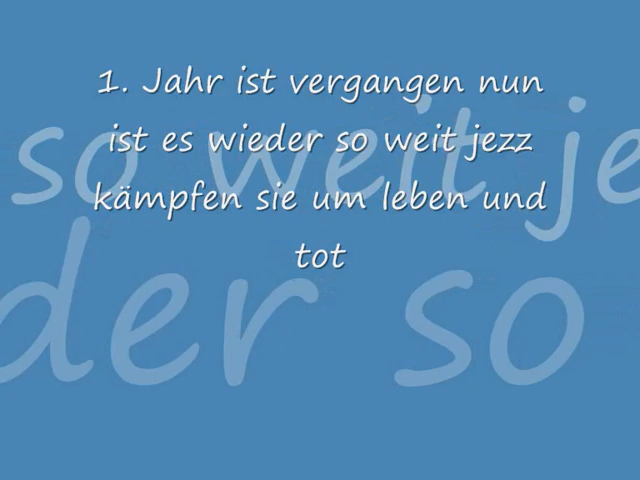 1. Jahr ist vergangen nun
ist es wieder so weit jezz
kämpfen sie um leben und
tot
so weit je
der so